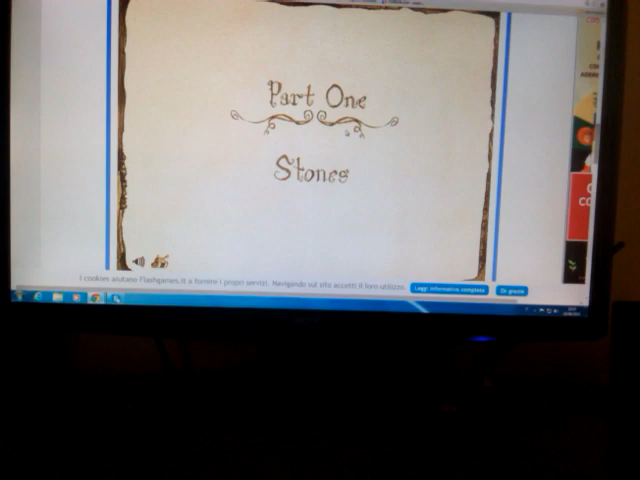 Part One
Stones
I cookies aiutano Flashgames.it a fornire i propri servizi. Navigando sul sito accetti il loro utilizzo.
Leggi informativa completa
Ok grazie